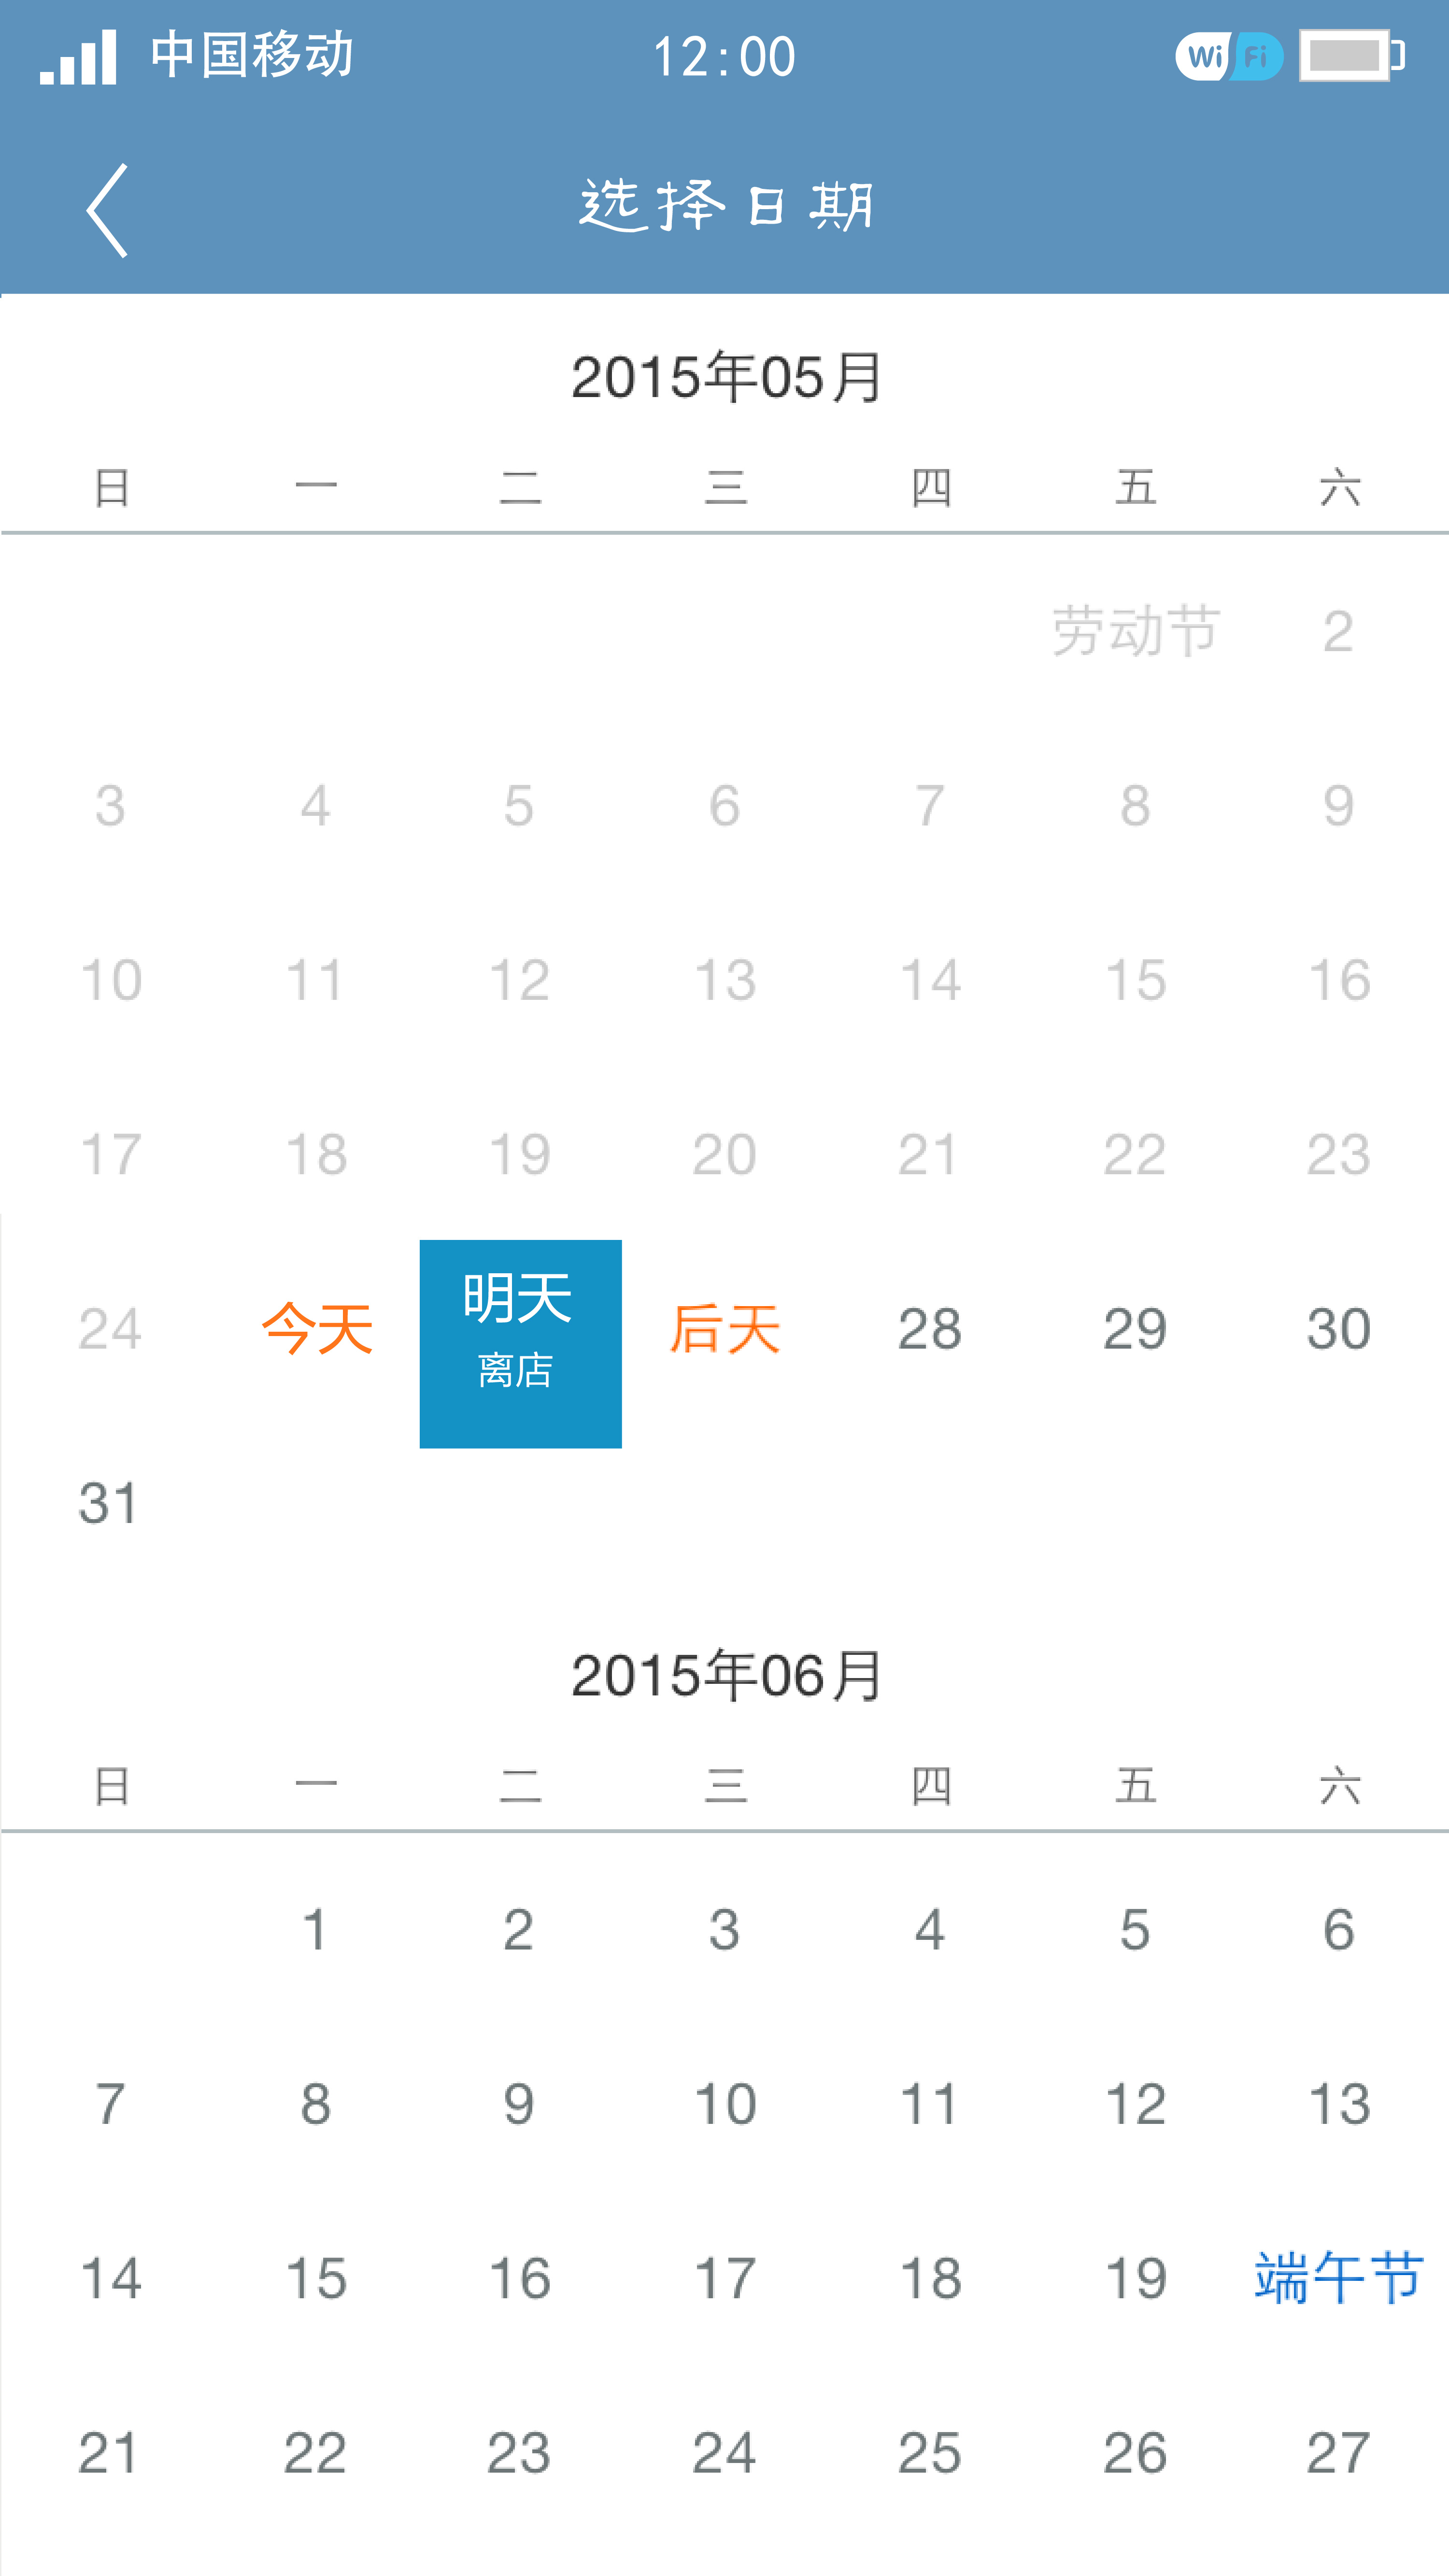 中国移动 12:00 WiFi
选择日期
2015年05月
日 一 二 三 四 五 六
劳动节 2
3 4 5 6 7 8 9
10 11 12 13 14 15 16
17 18 19 20 21 22 23
24 今天 明天 后天 28 29 30
离店
31
2015年06月
日 一 二 三 四 五 六
1 2 3 4 5 6
7 8 9 10 11 12 13
14 15 16 17 18 19 端午节
21 22 23 24 25 26 27